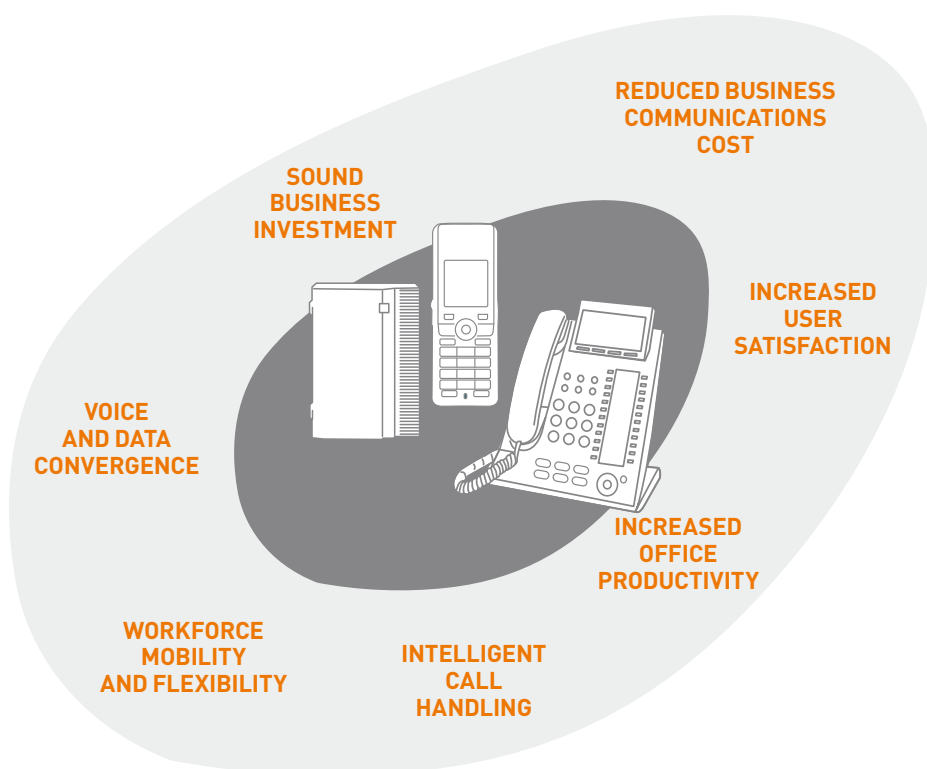 REDUCED BUSINESS
COMMUNICATIONS
COST
SOUND
BUSINESS
INVESTMENT
INCREASED
USER
SATISFACTION
VOICE
AND DATA
CONVERGENCE
INCREASED
OFFICE
PRODUCTIVITY
WORKFORCE
MOBILITY
AND FLEXIBILITY
INTELLIGENT
CALL
HANDLING